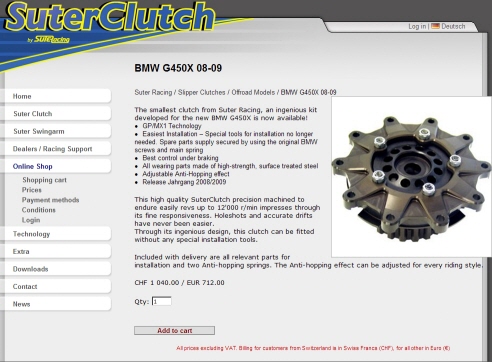 SuterClutch
by SuteRacing
Log in | Deutsch
BMW G450X 08-09
Suter Racing / Slipper Clutches / Offroad Models / BMW G450X 08-09
Home
Suter Clutch
Suter Swingarm
Dealers / Racing Support
Online Shop
Shopping cart
Prices
Payment methods
Conditions
Login
Technology
Extra
Downloads
Contact
News
The smallest clutch from Suter Racing, an ingenious kit
developed for the new BMW G450X is now available!
• GP/MX1 Technology
• Easiest Installation – Special tools for installation no longer
needed. Spare parts supply secured by using the original BMW
screws and main spring
• Best control under braking
• All wearing parts made of high-strength, surface treated steel
• Adjustable Anti-Hopping effect
• Release Jahrgang 2008/2009
This high quality SuterClutch precision machined to
endure easily revs up to 12'000 r/min impresses through
its fine responsiveness. Holeshots and accurate drifts
have never been easier.
Through its ingenious design, this clutch can be fitted
without any special installation tools.
Included with delivery are all relevant parts for
installation and two Anti-hopping springs. The Anti-hopping effect can be adjusted for every riding style.
CHF 1 040.00 / EUR 712.00
Qty: 1
Add to cart
All prices excluding VAT. Billing for customers from Switzerland is in Swiss Francs (CHF), for all other in Euro (€)